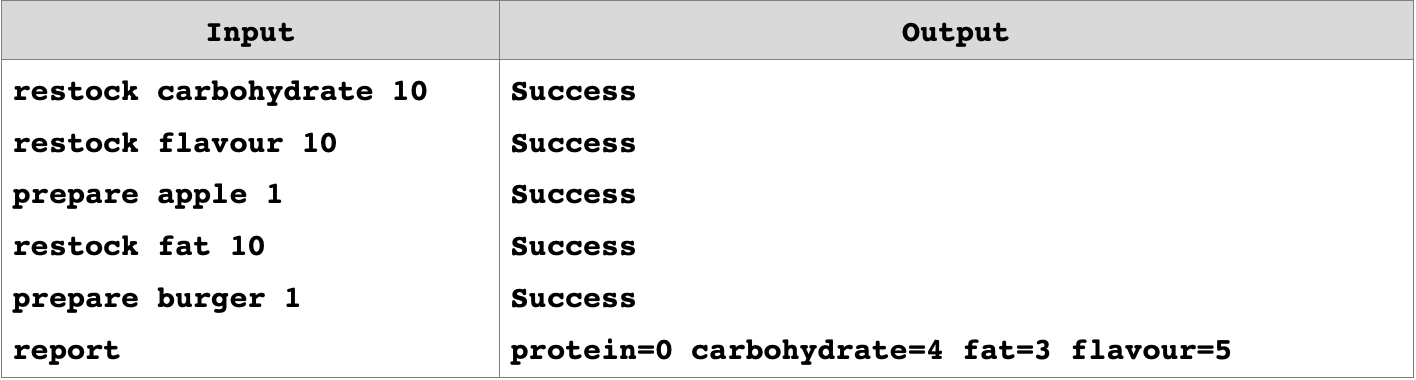 Input Output
restock carbohydrate 10 Success
restock flavour 10 Success
prepare apple 1 Success
restock fat 10 Success
prepare burger 1 Success
report protein=0 carbohydrate=4 fat=3 flavour=5